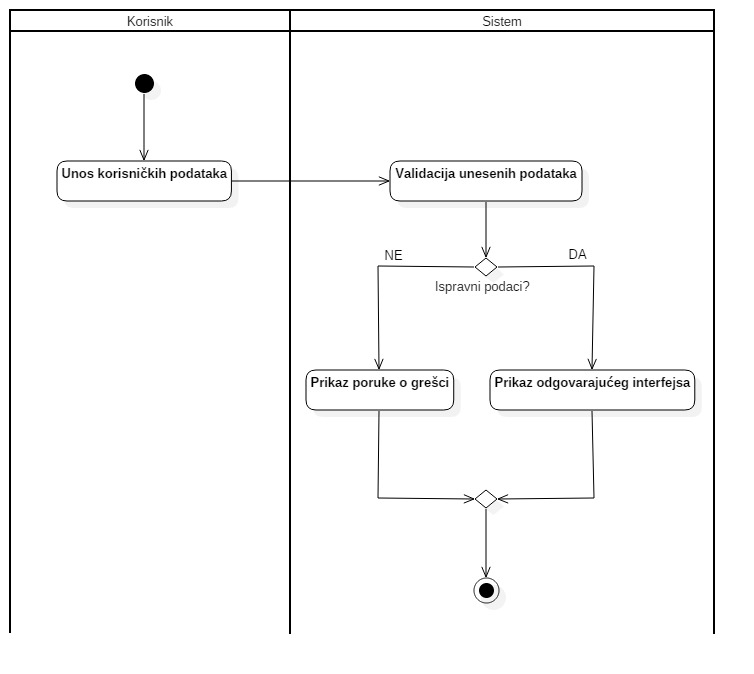 Korisnik
Sistem
Unos korisničkih podataka
Validacija unesenih podataka
NE
DA
Ispravni podaci?
Prikaz poruke o grešci
Prikaz odgovarajućeg interfejsa